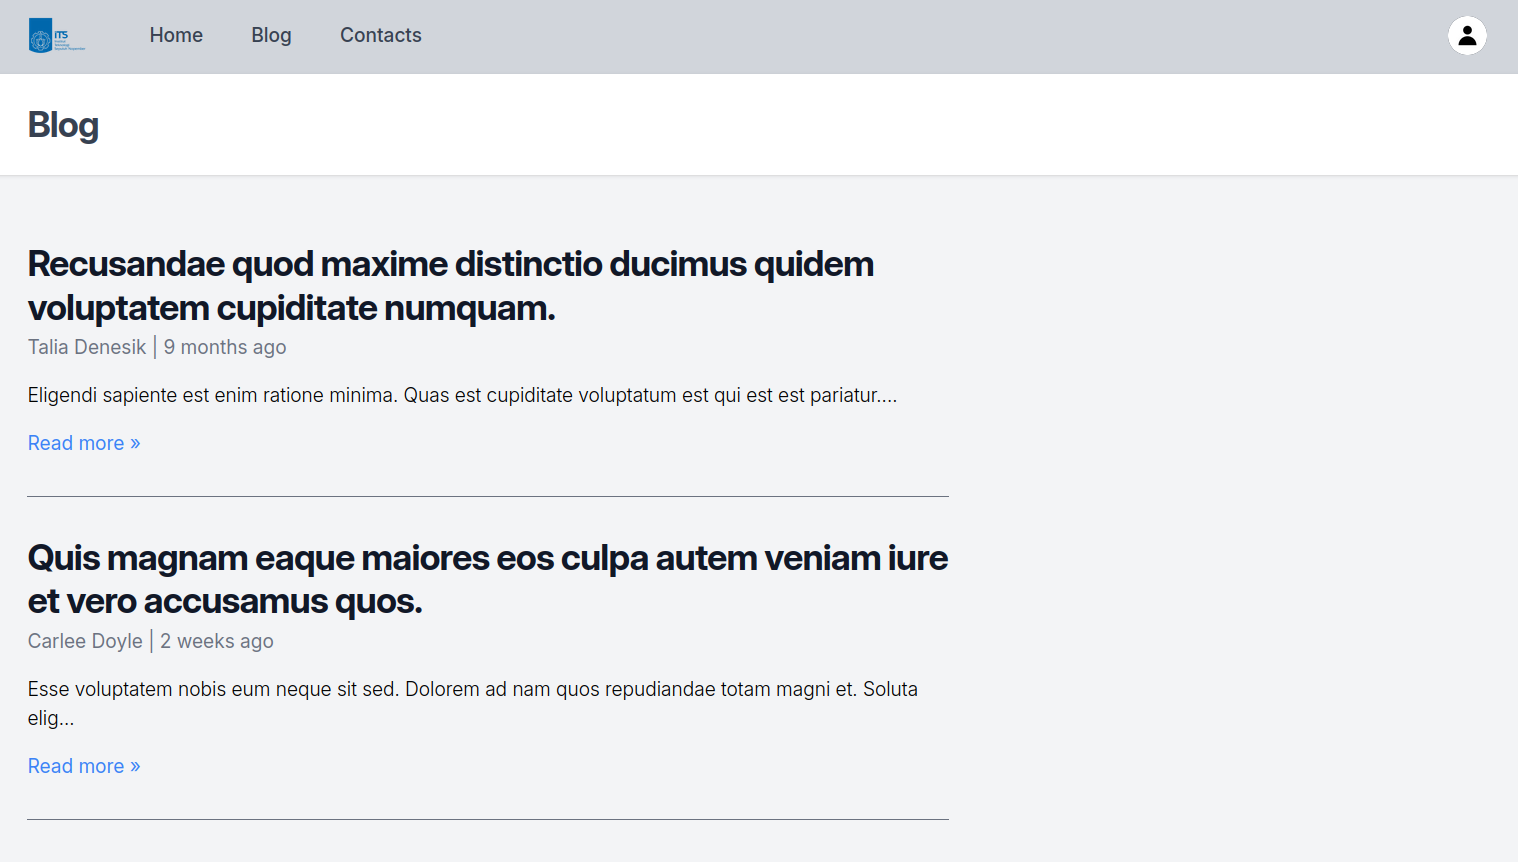 ITS
Home
Blog
Contacts
Blog
Recusandae quod maxime distinctio ducimus quidem
voluptatem cupiditate numquam.
Talia Denesik | 9 months ago
Eligendi sapiente est enim ratione minima. Quas est cupiditate voluptatum est qui est est pariatur....
Read more »
Quis magnam eaque maiores eos culpa autem veniam iure
et vero accusamus quos.
Carlee Doyle | 2 weeks ago
Esse voluptatem nobis eum neque sit sed. Dolorem ad nam quos repudiandae totam magni et. Soluta
elig...
Read more »